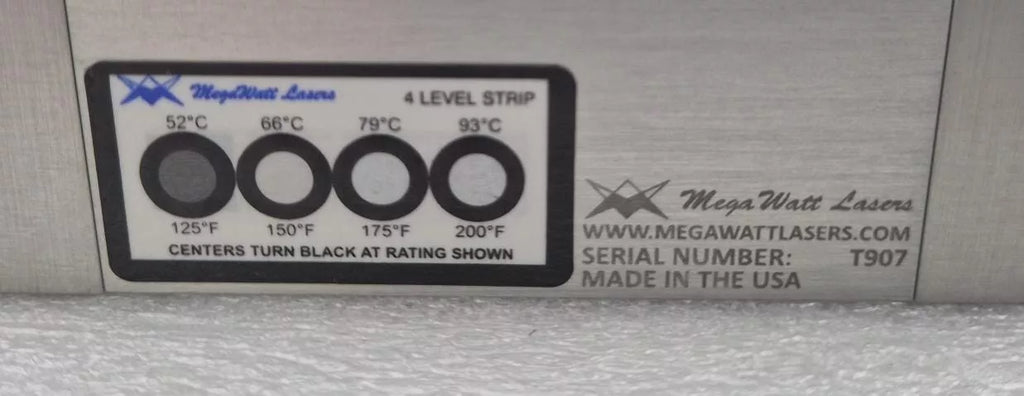 MegaWatt Lasers 4 LEVEL STRIP
52°C 66°C 79°C 93°C
125°F 150°F 175°F 200°F
CENTERS TURN BLACK AT RATING SHOWN
MegaWatt Lasers
WWW.MEGAWATTLASERS.COM
SERIAL NUMBER: T907
MADE IN THE USA